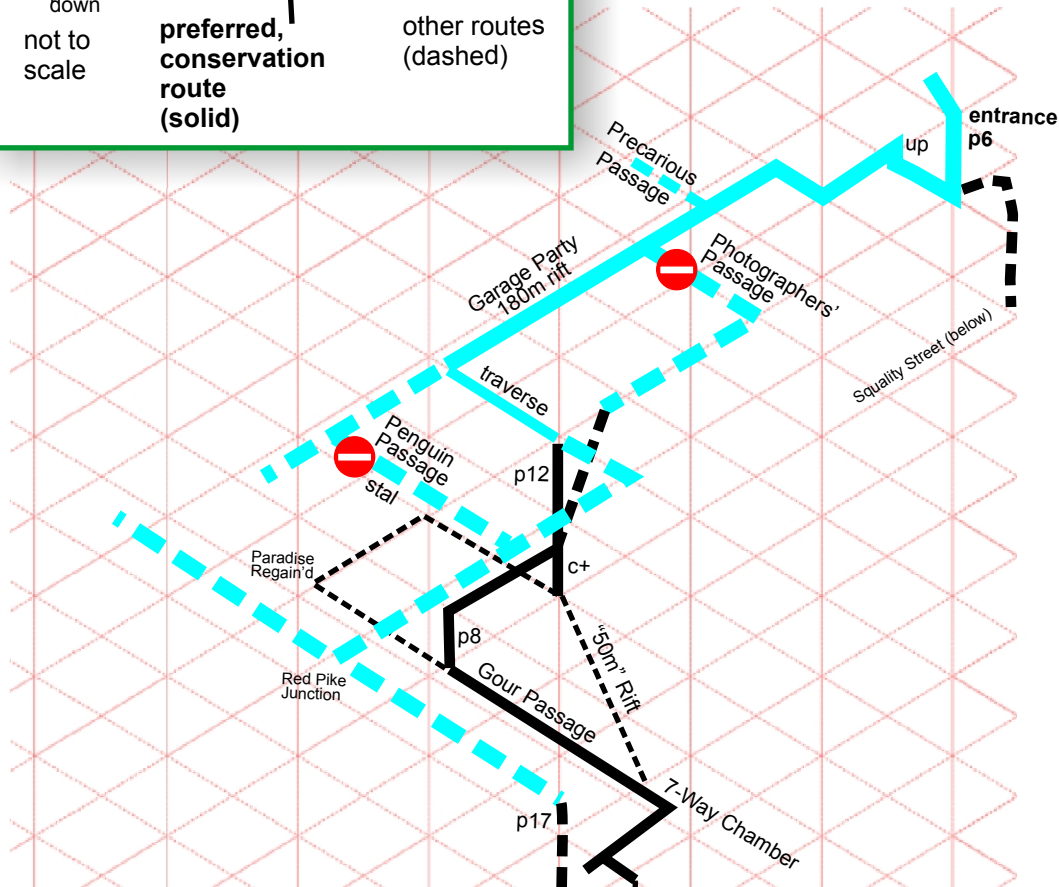 down
not to
scale
preferred,
conservation
route
(solid)
other routes
(dashed)
entrance
p6
up
Precarious
Passage
Photographers’
Passage
Garage Party
180m rift
Squality Street (below)
traverse
Penguin
Passage
stal
p12
Paradise
Regain’d
c+
p8
“50m” Rift
Red Pike
Junction
Gour Passage
7-Way Chamber
p17